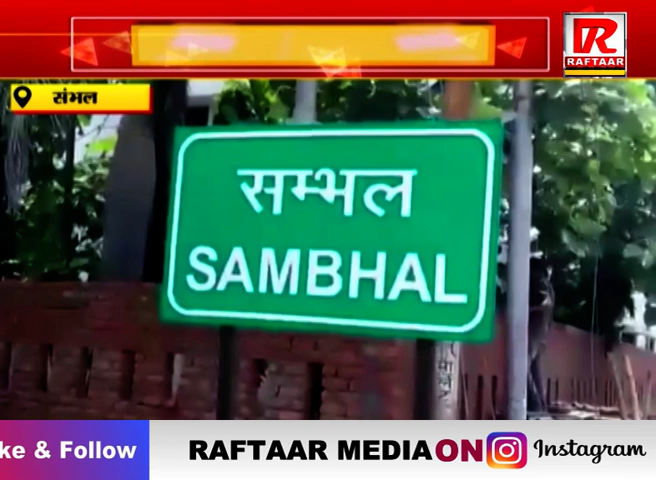 R
RAFTAAR
संभल
सम्भल
SAMBHAL
ke & Follow
RAFTAAR MEDIA ON Instagram